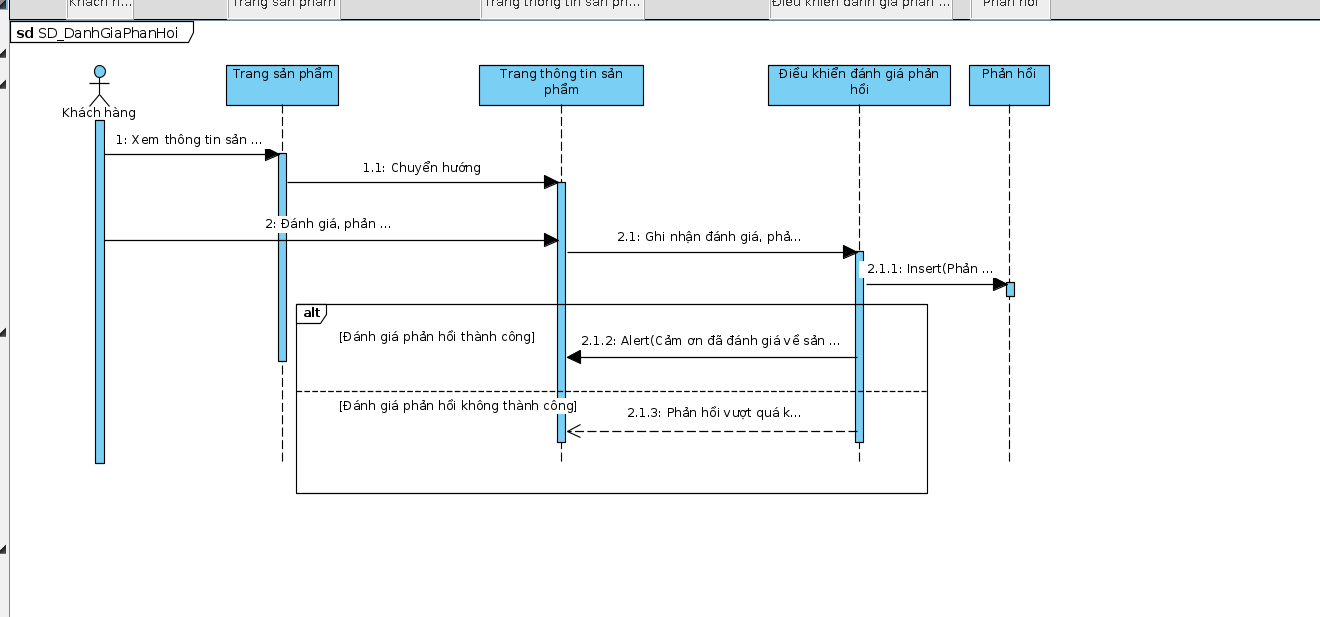 Khách h...
Trang sản phẩm
Trang thông tin sản ph...
Điều khiển đánh giá phản ...
Phản hồi
sd SD_DanhGiaPhanHoi
Khách hàng
Trang sản phẩm
Trang thông tin sản
phẩm
Điều khiển đánh giá phản
hồi
Phản hồi
1: Xem thông tin sản ...
1.1: Chuyển hướng
2: Đánh giá, phản ...
2.1: Ghi nhận đánh giá, phả...
2.1.1: Insert(Phản ...
alt
[Đánh giá phản hồi thành công]
2.1.2: Alert(Cảm ơn đã đánh giá về sản ...
[Đánh giá phản hồi không thành công]
2.1.3: Phản hồi vượt quá k...